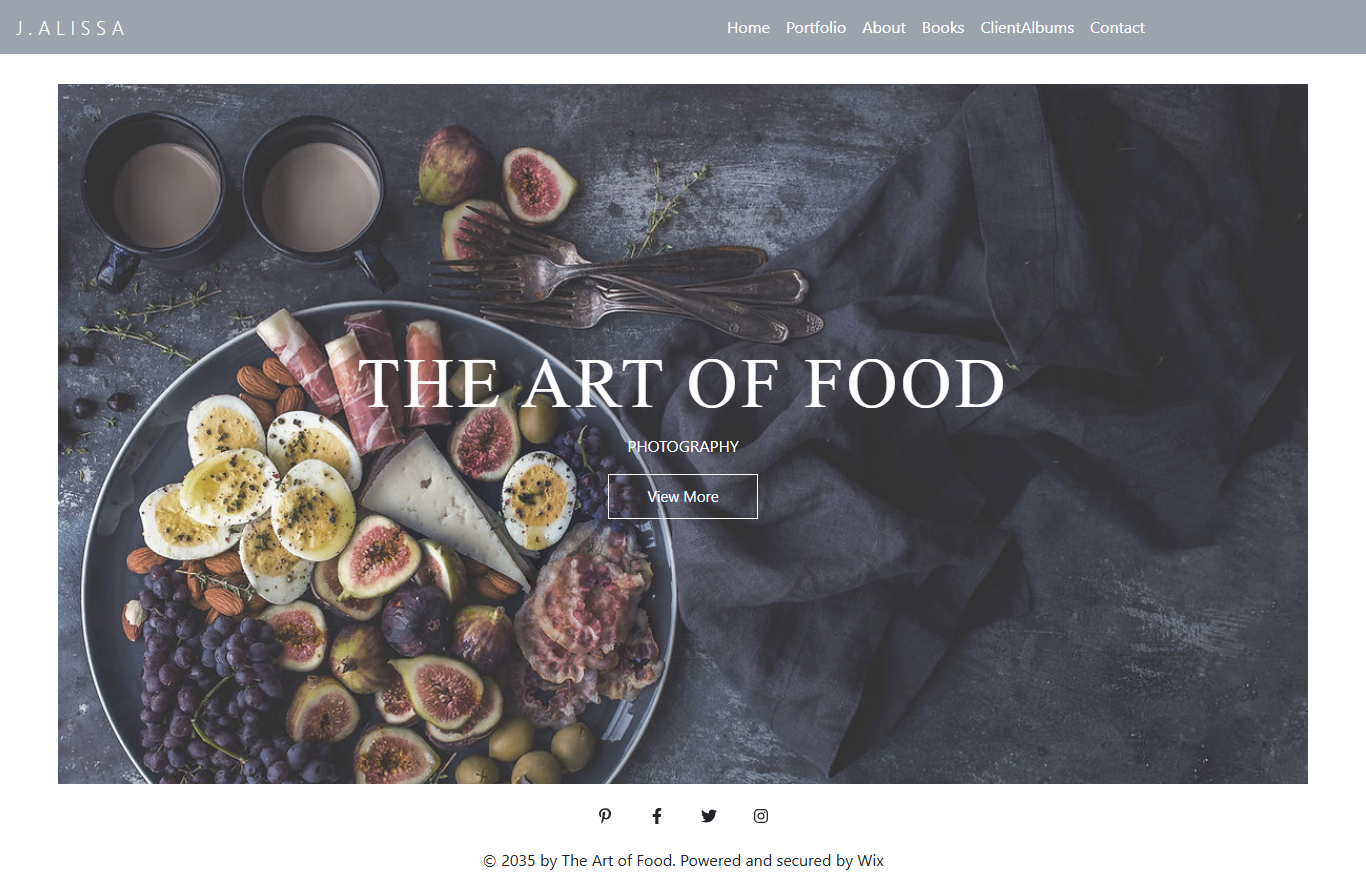 J.ALISSA
Home Portfolio About Books ClientAlbums Contact
THE ART OF FOOD
PHOTOGRAPHY
View More
© 2035 by The Art of Food. Powered and secured by Wix